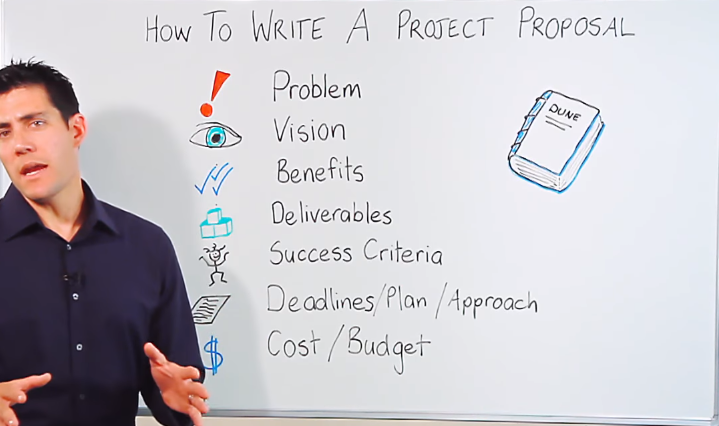 How To Write A Project Proposal
Problem
DUNE
Vision
Benefits
Deliverables
Success Criteria
Deadlines/Plan/Approach
$ Cost/Budget